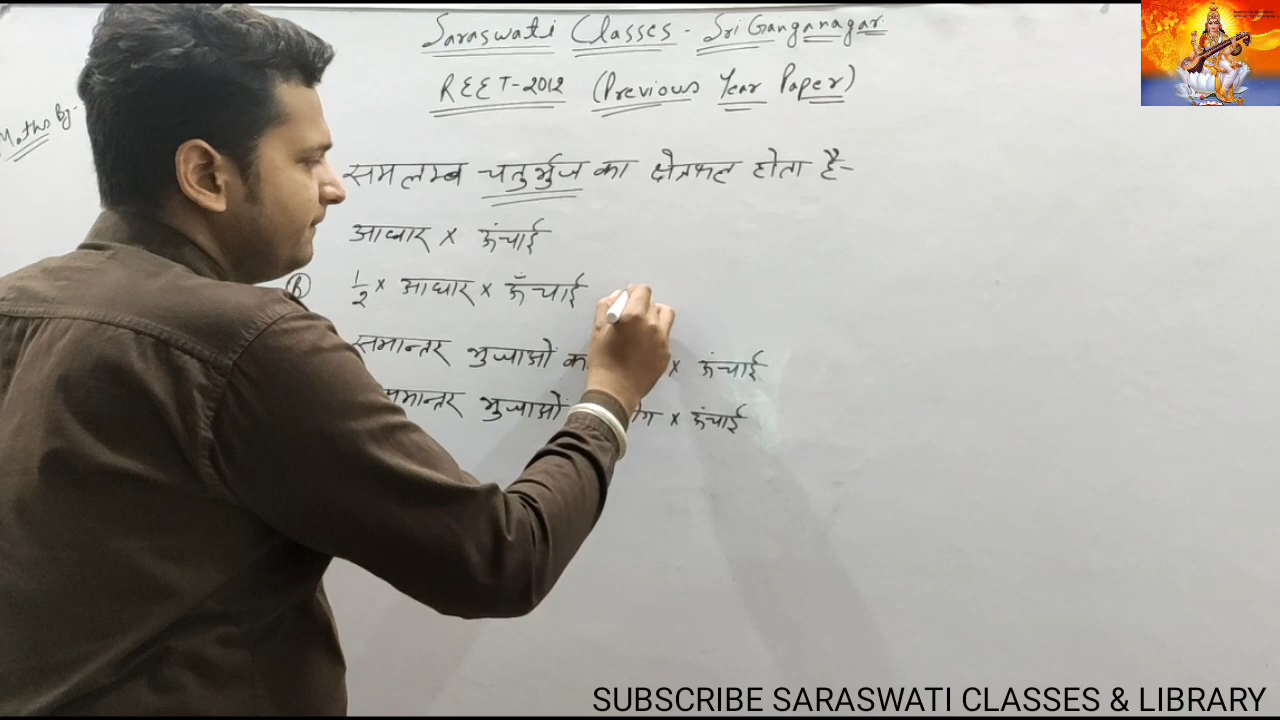 Saraswati Classes - Sri Ganganagar
REET-2012 (Previous Year Paper)
Maths By-
समलम्ब चतुर्भुज का क्षेत्रफल होता है-
आधार × ऊंचाई
(B) 1/2 × आधार × ऊँचाई
समान्तर भुजाओं × ऊंचाई
समान्तर भुजाओं × ऊंचाई
SUBSCRIBE SARASWATI CLASSES & LIBRARY